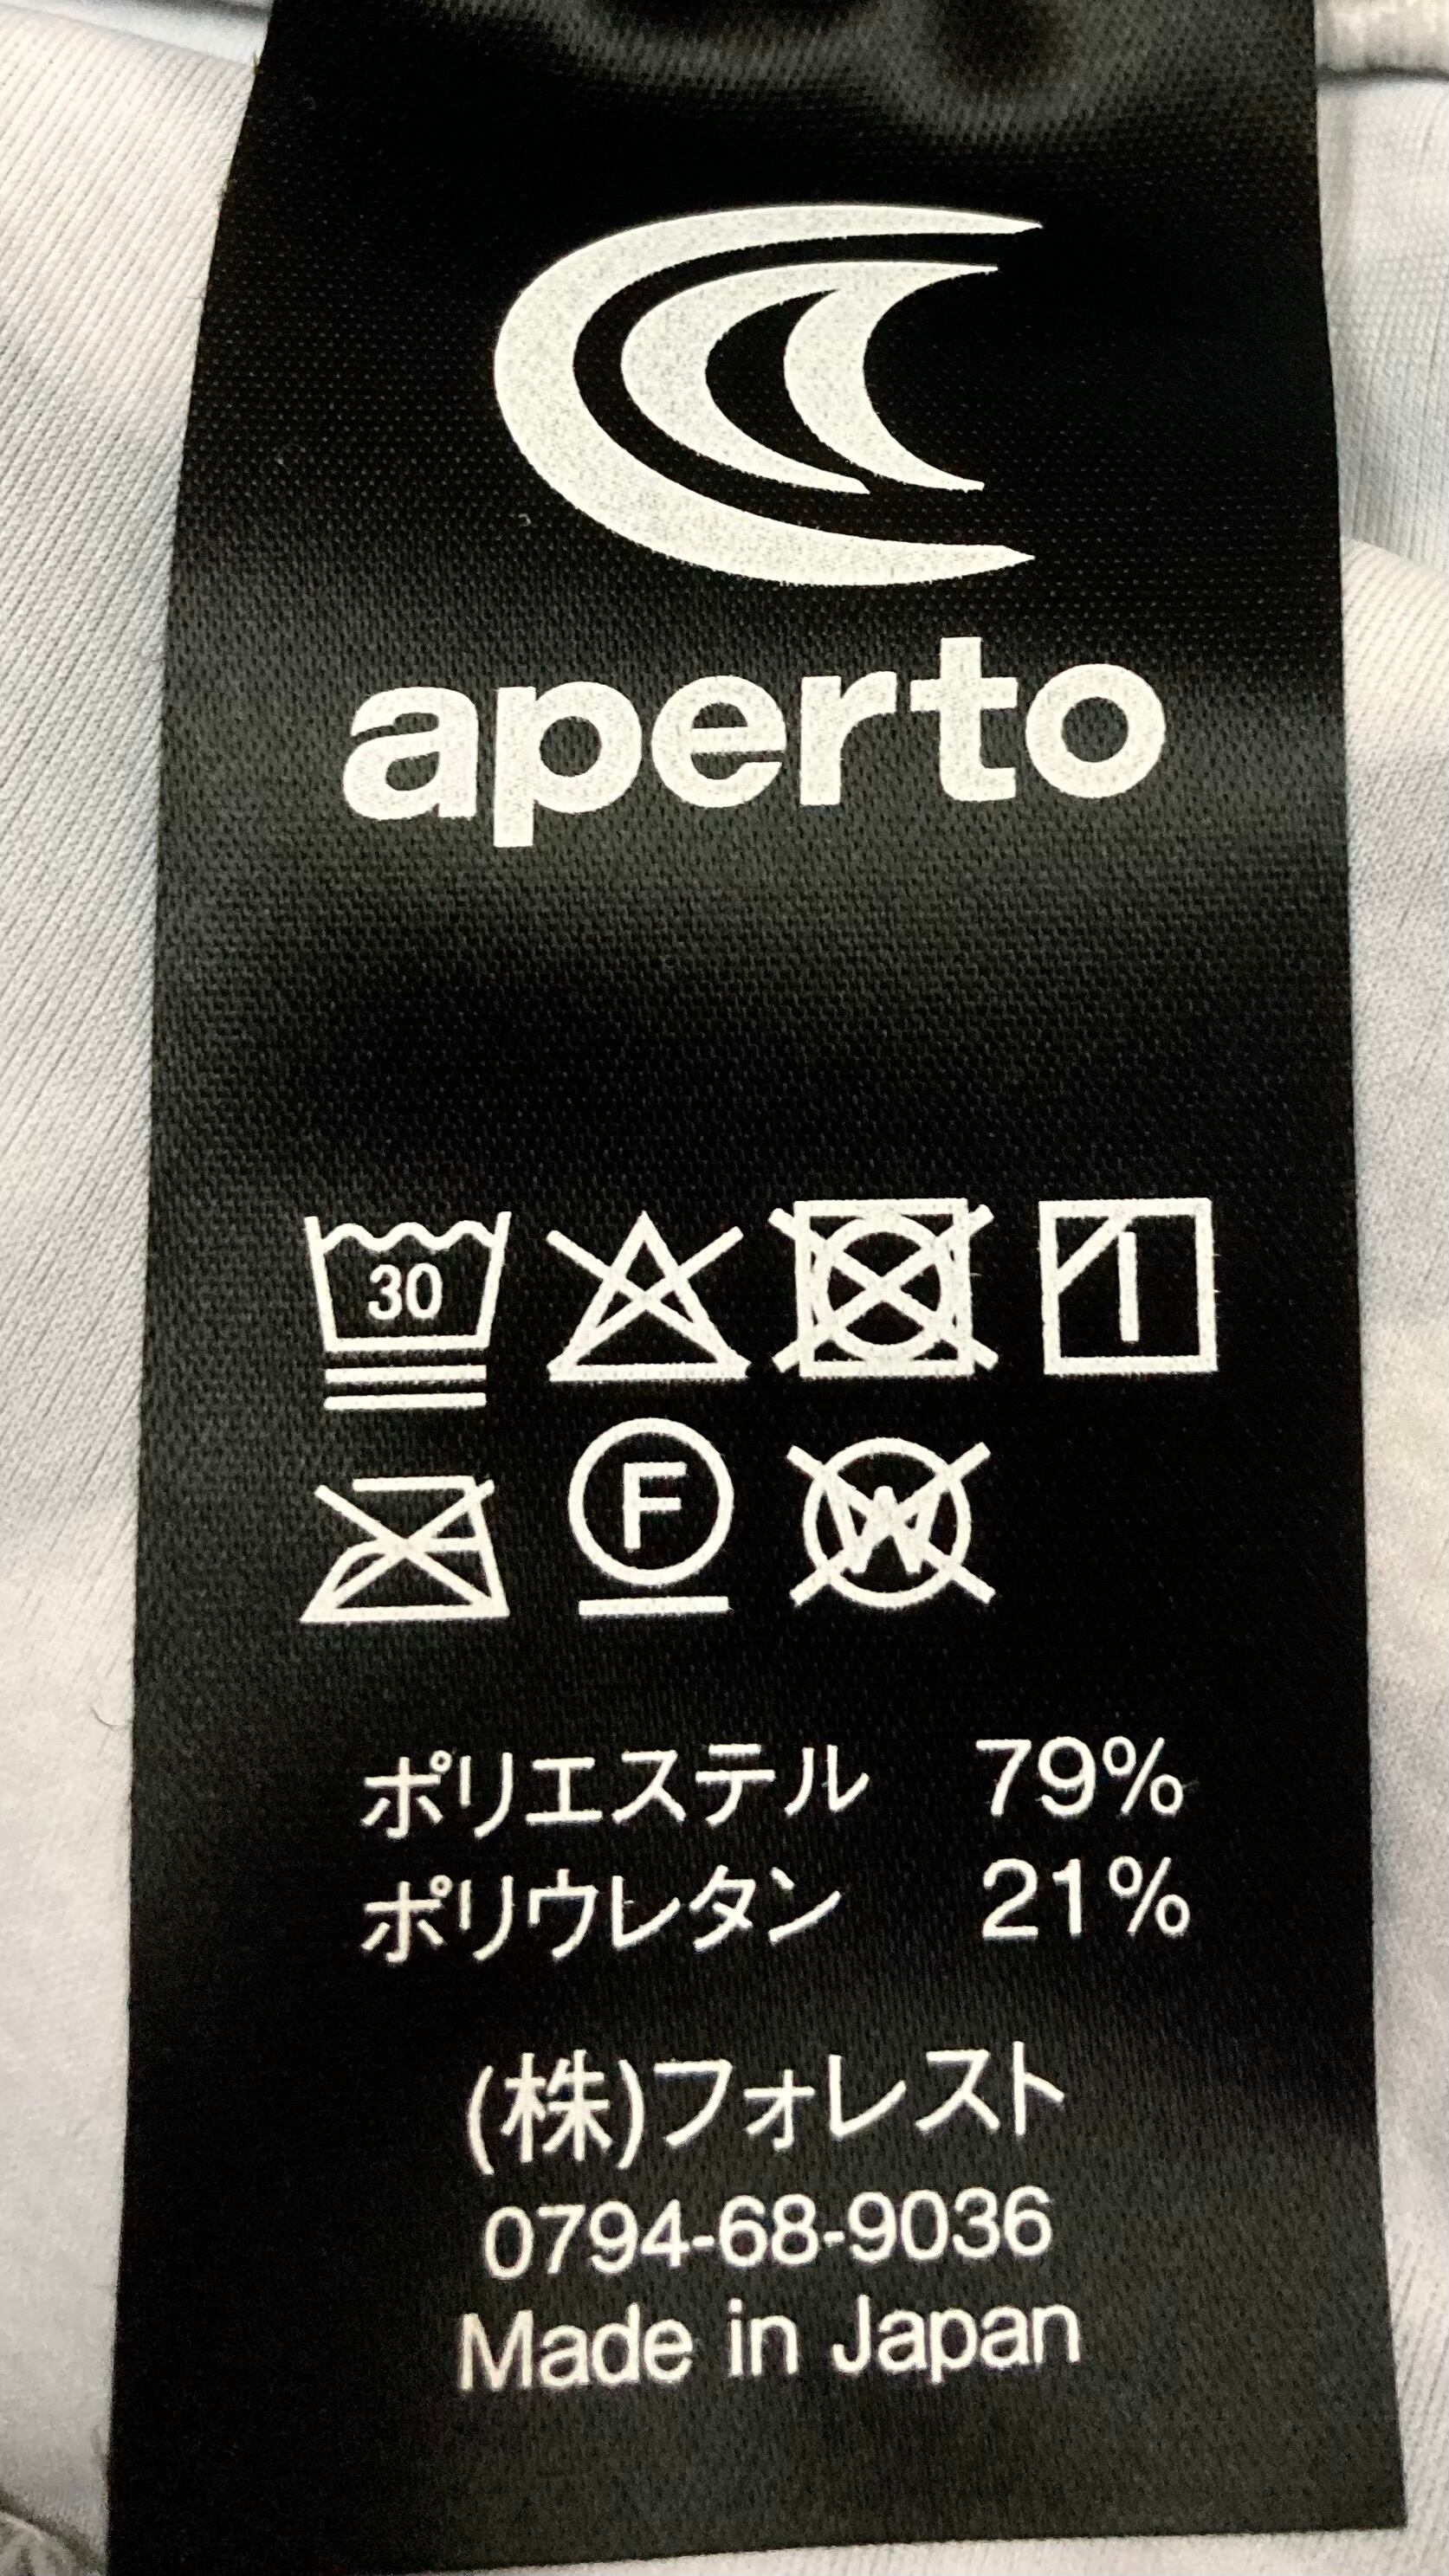 aperto
30
F
W
ポリエステル 79%
ポリウレタン 21%
(株)フォレスト
0794-68-9036
Made in Japan